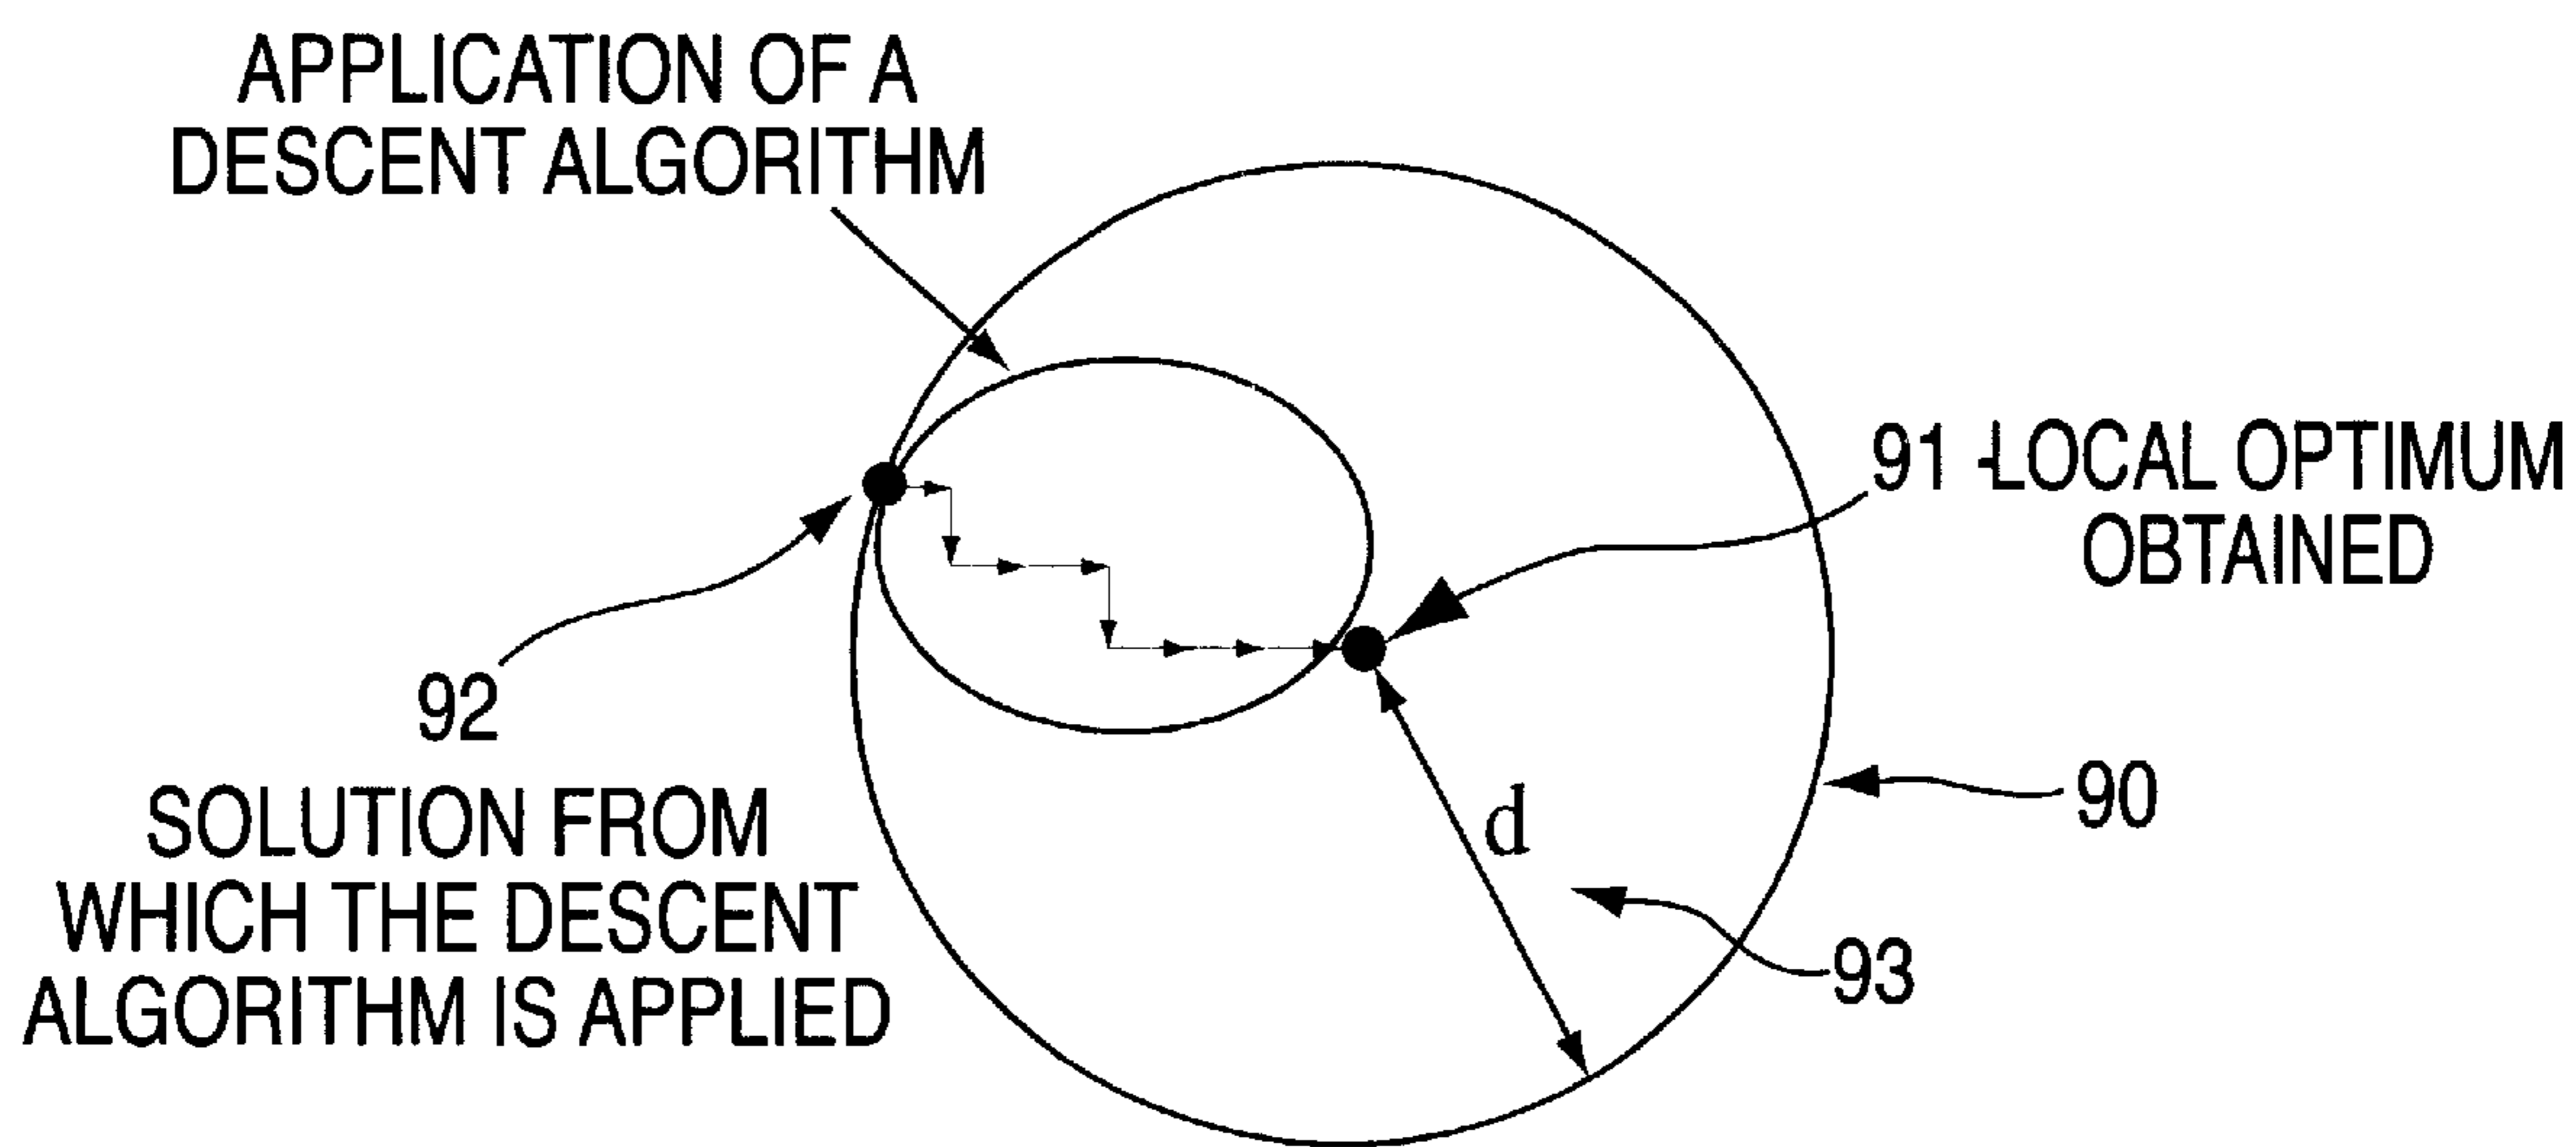 APPLICATION OF A
DESCENT ALGORITHM
91 -LOCAL OPTIMUM
OBTAINED
92
SOLUTION FROM
WHICH THE DESCENT
ALGORITHM IS APPLIED
d
90
93